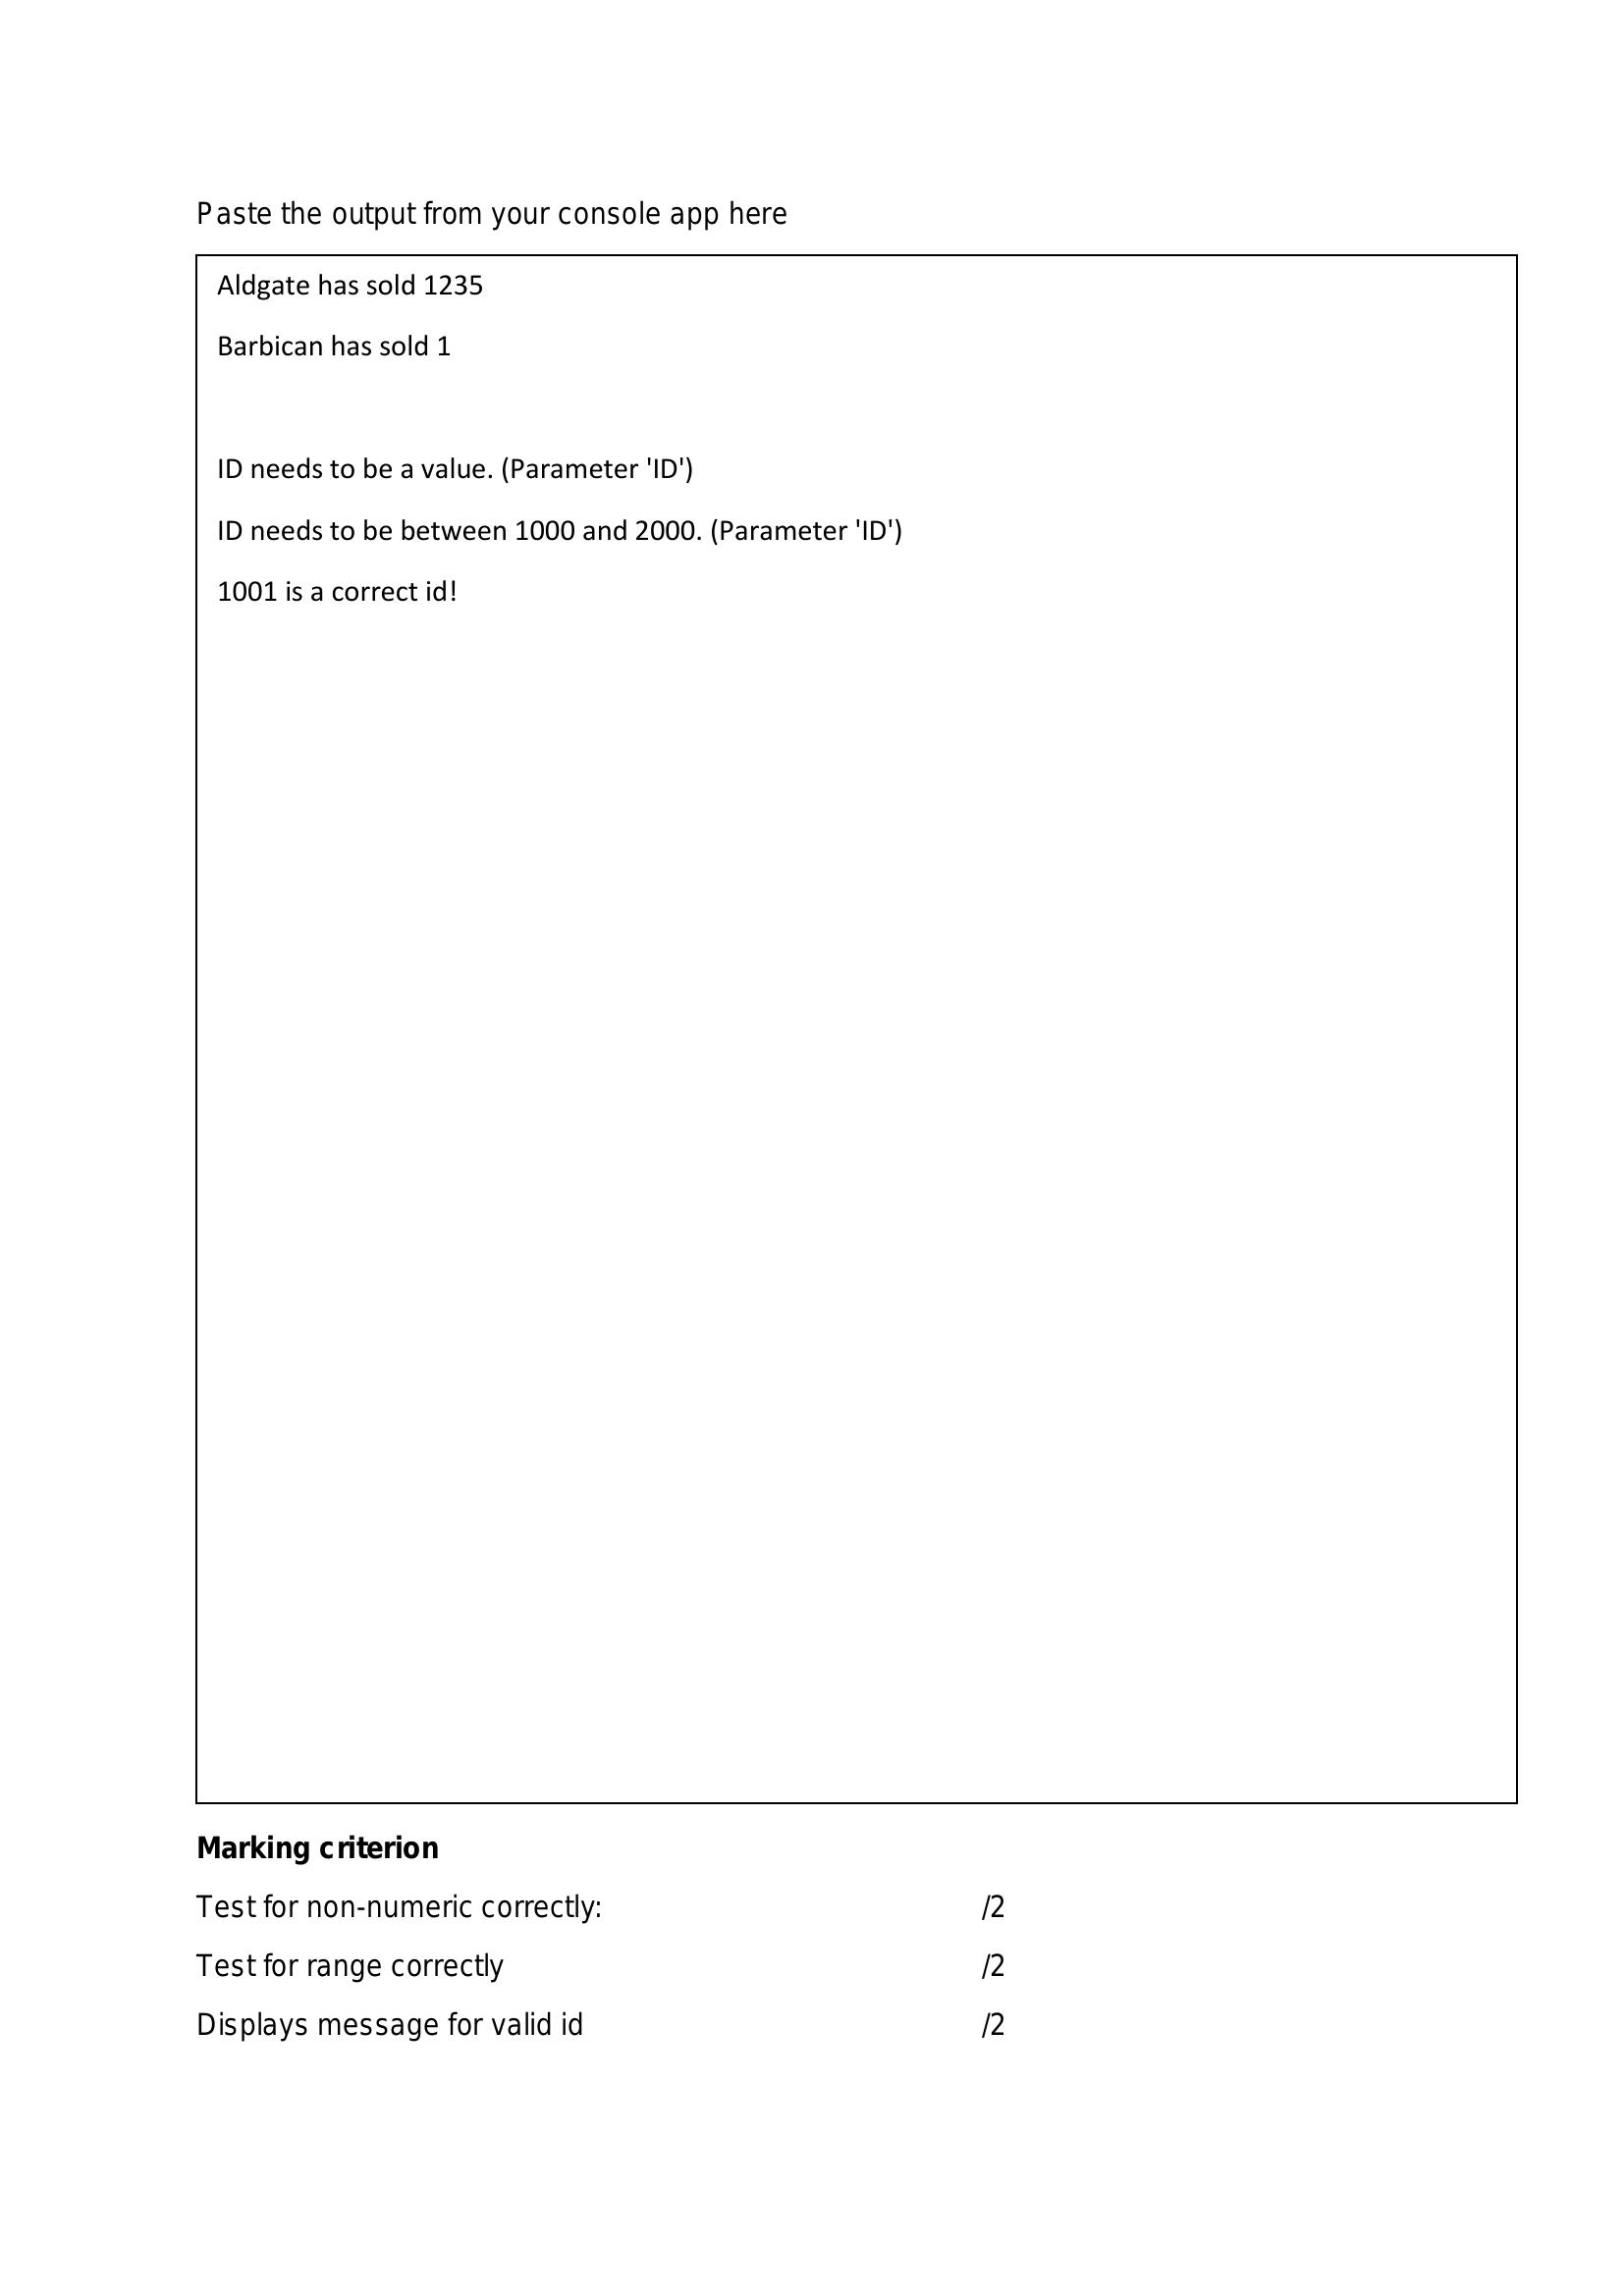 Paste the output from your console app here
Aldgate has sold 1235
Barbican has sold 1
ID needs to be a value. (Parameter 'ID')
ID needs to be between 1000 and 2000. (Parameter 'ID')
1001 is a correct id!
Marking criterion
Test for non-numeric correctly: /2
Test for range correctly /2
Displays message for valid id /2